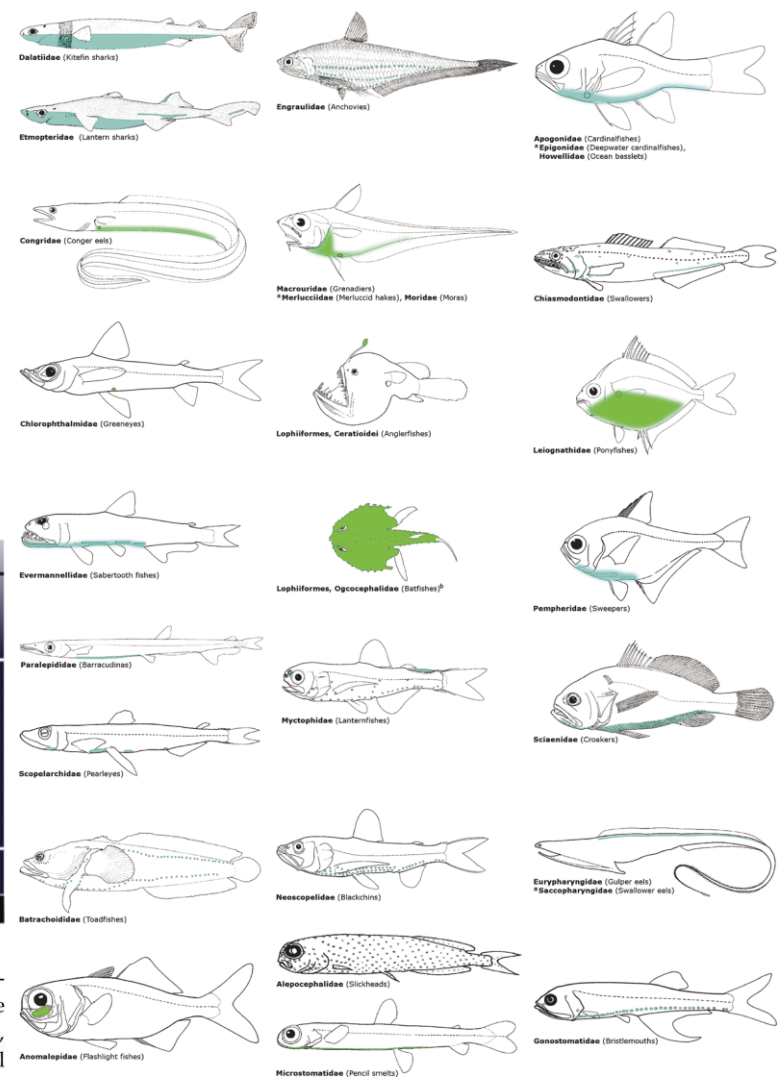 Dalatiidae (Kitefin sharks)
Etmopteridae (Lantern sharks)
Engraulidae (Anchovies)
Apogonidae (Cardinalfishes)
*Epigonidae (Deepwater cardinalfishes),
Howellidae (Ocean basslets)
Congridae (Conger eels)
Macrouridae (Grenadiers)
*Merlucciidae (Merluccid hakes), Moridae (Moras)
Chiasmodontidae (Swallowers)
Chlorophthalmidae (Greeneyes)
Lophiiformes, Ceratioidei (Anglerfishes)
Leiognathidae (Ponyfishes)
Evermannellidae (Sabertooth fishes)
Lophiiformes, Ogcocephalidae (Batfishes)b
Pempheridae (Sweepers)
Paralepididae (Barracudinas)
Myctophidae (Lanternfishes)
Sciaenidae (Croakers)
Scopelarchidae (Pearleyes)
Batrachoididae (Toadfishes)
Neoscopelidae (Blackchins)
Eurypharyngidae (Gulper eels)
*Saccopharyngidae (Swallower eels)
Alepocephalidae (Slickheads)
Anomalopidae (Flashlight fishes)
Microstomatidae (Pencil smelts)
Gonostomatidae (Bristlemouths)